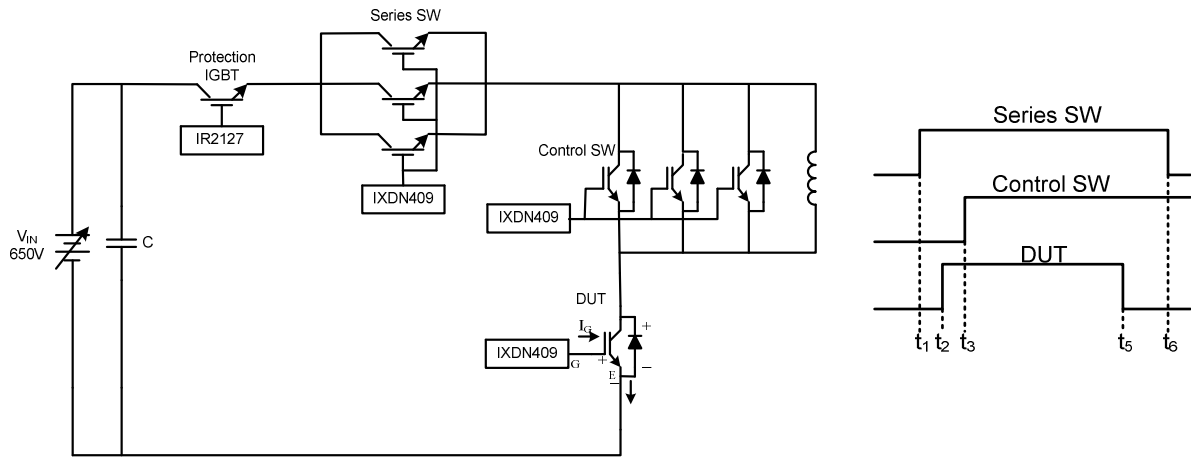 Series SW
Protection
IGBT
IR2127
IXDN409
Control SW
IXDN409
VIN
650V
C
DUT
IG
IXDN409
G
+
E
−
+
−
Series SW
Control SW
DUT
t1 t2 t3 t5 t6